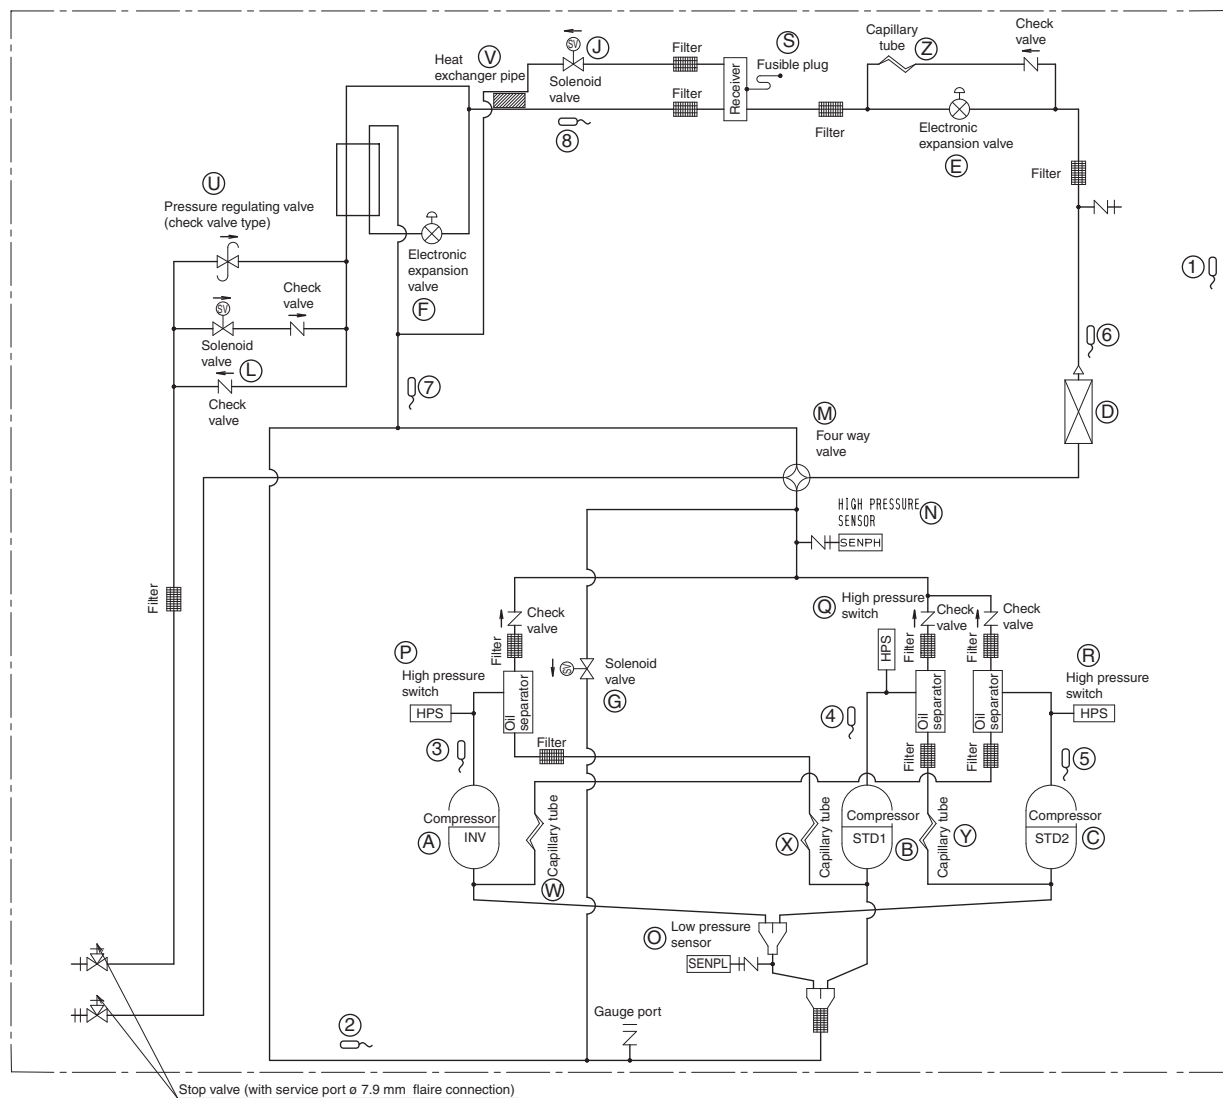 Capillary
tube
Z
Check
valve
Heat
exchanger pipe
V
SV
J
Solenoid
valve
Filter
Filter
S
Fusible plug
Receiver
Filter
Electronic
expansion valve
E
8
Filter
U
Pressure regulating valve
(check valve type)
Electronic
expansion
valve
F
1
SV
Check
valve
Solenoid
valve
L
Check
valve
6
7
D
M
Four way
valve
HIGH PRESSURE
SENSOR
N
SENPH
Filter
Q
High pressure
switch
Check
valve
Check
valve
Check
valve
Filter
Filter
Filter
HPS
P
High pressure
switch
HPS
Oil
separator
SV
Solenoid
valve
G
Oil
separator
Oil
separator
R
High pressure
switch
HPS
3
4
5
Filter
Filter
Filter
Compressor
INV
A
Capillary tube
W
X
Capillary tube
Compressor
STD1
B
Capillary tube
Y
Compressor
STD2
C
O
Low pressure
sensor
SENPL
Gauge port
2
Stop valve (with service port ø 7.9 mm flaire connection)